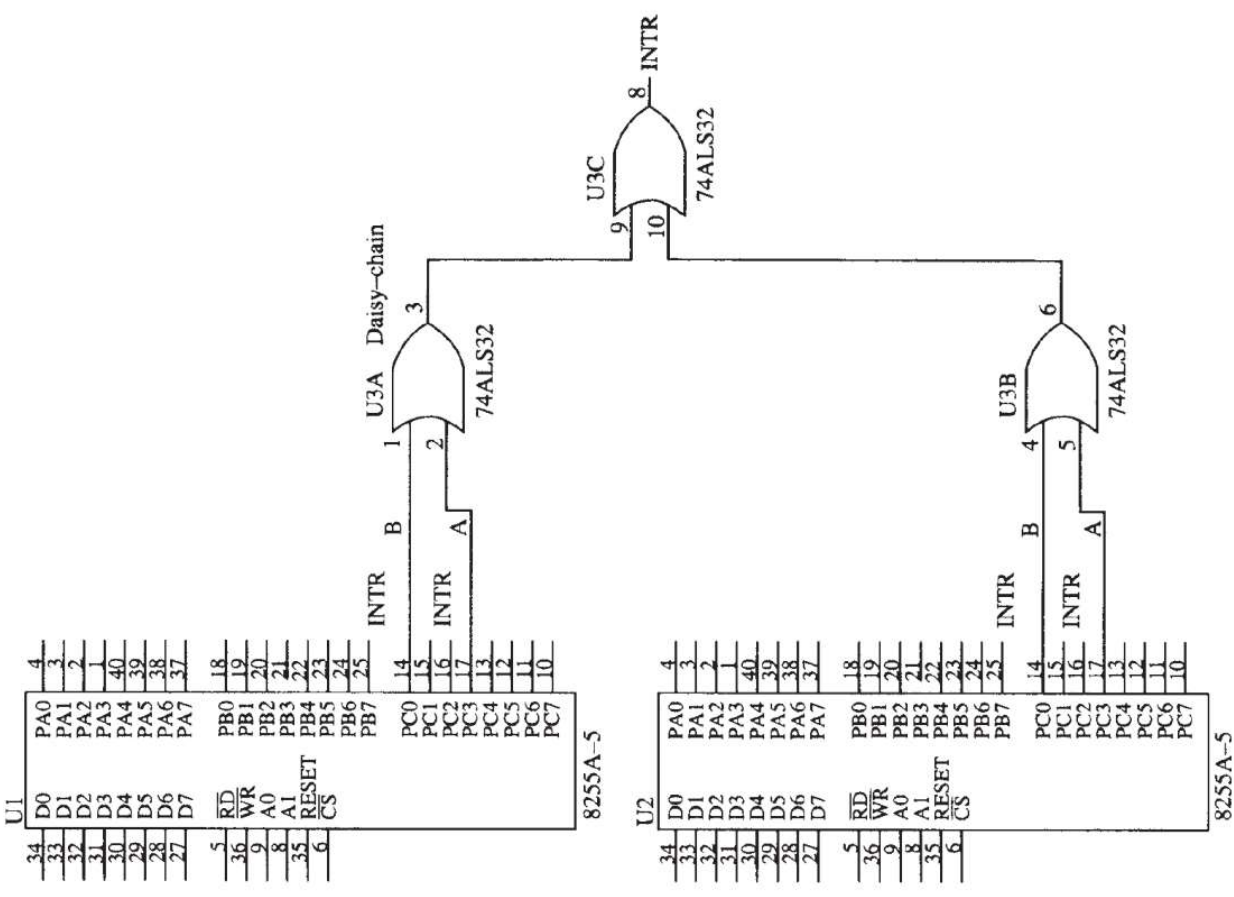 U1
34 D0 PA0 4
33 D1 PA1 3
32 D2 PA2 2
31 D3 PA3 1
30 D4 PA4 40
29 D5 PA5 39
28 D6 PA6 38
27 D7 PA7 37
5 R̅D̅ PB0 18
36 W̅R̅ PB1 19
9 A0 PB2 20
8 A1 PB3 21
35 RESET PB4 22
6 C̅S̅ PB5 23
PB6 24
PB7 25
INTR
PC0 14 B
PC1 15
PC2 16
INTR
PC3 17 A
PC4 13
PC5 12
PC6 11
PC7 10
8255A–5
Daisy–chain
U3A
1
2
3
74ALS32
U3C
9
10
8 INTR
74ALS32
U2
34 D0 PA0 4
33 D1 PA1 3
32 D2 PA2 2
31 D3 PA3 1
30 D4 PA4 40
29 D5 PA5 39
28 D6 PA6 38
27 D7 PA7 37
5 R̅D̅ PB0 18
36 W̅R̅ PB1 19
9 A0 PB2 20
8 A1 PB3 21
35 RESET PB4 22
6 C̅S̅ PB5 23
PB6 24
PB7 25
INTR
PC0 14 B
PC1 15
PC2 16
INTR
PC3 17 A
PC4 13
PC5 12
PC6 11
PC7 10
8255A–5
U3B
4
5
6
74ALS32